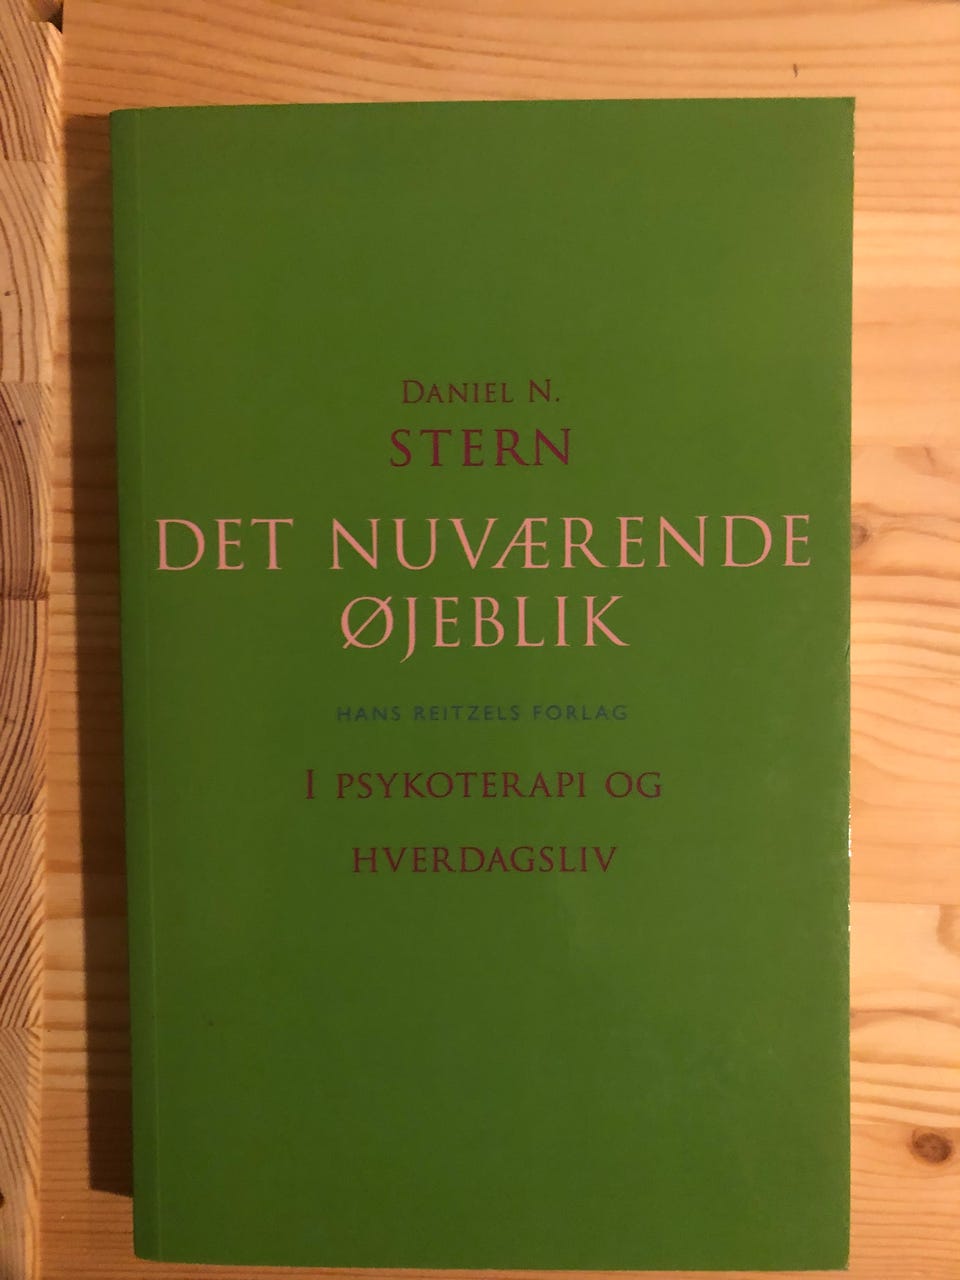 DANIEL N.
STERN
DET NUVÆRENDE
ØJEBLIK
HANS REITZELS FORLAG
I PSYKOTERAPI OG
HVERDAGSLIV